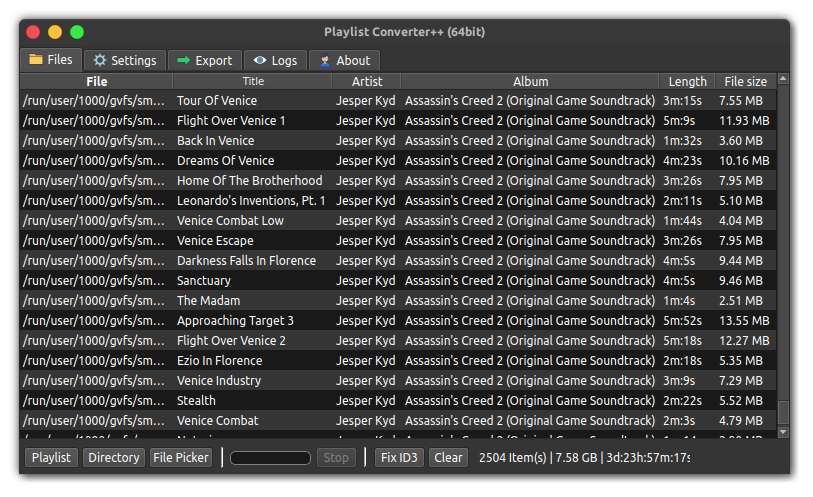 Playlist Converter++ (64bit)
Files Settings Export Logs About
File Title Artist Album Length File size
/run/user/1000/gvfs/sm... Tour Of Venice Jesper Kyd Assassin's Creed 2 (Original Game Soundtrack) 3m:15s 7.55 MB
/run/user/1000/gvfs/sm... Flight Over Venice 1 Jesper Kyd Assassin's Creed 2 (Original Game Soundtrack) 5m:9s 11.93 MB
/run/user/1000/gvfs/sm... Back In Venice Jesper Kyd Assassin's Creed 2 (Original Game Soundtrack) 1m:32s 3.60 MB
/run/user/1000/gvfs/sm... Dreams Of Venice Jesper Kyd Assassin's Creed 2 (Original Game Soundtrack) 4m:23s 10.16 MB
/run/user/1000/gvfs/sm... Home Of The Brotherhood Jesper Kyd Assassin's Creed 2 (Original Game Soundtrack) 3m:26s 7.95 MB
/run/user/1000/gvfs/sm... Leonardo's Inventions, Pt. 1 Jesper Kyd Assassin's Creed 2 (Original Game Soundtrack) 2m:11s 5.10 MB
/run/user/1000/gvfs/sm... Venice Combat Low Jesper Kyd Assassin's Creed 2 (Original Game Soundtrack) 1m:44s 4.04 MB
/run/user/1000/gvfs/sm... Venice Escape Jesper Kyd Assassin's Creed 2 (Original Game Soundtrack) 3m:26s 7.95 MB
/run/user/1000/gvfs/sm... Darkness Falls In Florence Jesper Kyd Assassin's Creed 2 (Original Game Soundtrack) 4m:5s 9.44 MB
/run/user/1000/gvfs/sm... Sanctuary Jesper Kyd Assassin's Creed 2 (Original Game Soundtrack) 4m:5s 9.46 MB
/run/user/1000/gvfs/sm... The Madam Jesper Kyd Assassin's Creed 2 (Original Game Soundtrack) 1m:4s 2.51 MB
/run/user/1000/gvfs/sm... Approaching Target 3 Jesper Kyd Assassin's Creed 2 (Original Game Soundtrack) 5m:52s 13.55 MB
/run/user/1000/gvfs/sm... Flight Over Venice 2 Jesper Kyd Assassin's Creed 2 (Original Game Soundtrack) 5m:18s 12.27 MB
/run/user/1000/gvfs/sm... Ezio In Florence Jesper Kyd Assassin's Creed 2 (Original Game Soundtrack) 2m:18s 5.35 MB
/run/user/1000/gvfs/sm... Venice Industry Jesper Kyd Assassin's Creed 2 (Original Game Soundtrack) 3m:9s 7.29 MB
/run/user/1000/gvfs/sm... Stealth Jesper Kyd Assassin's Creed 2 (Original Game Soundtrack) 2m:22s 5.52 MB
/run/user/1000/gvfs/sm... Venice Combat Jesper Kyd Assassin's Creed 2 (Original Game Soundtrack) 2m:3s 4.79 MB
Playlist Directory File Picker Stop Fix ID3 Clear 2504 Item(s) | 7.58 GB | 3d:23h:57m:17s